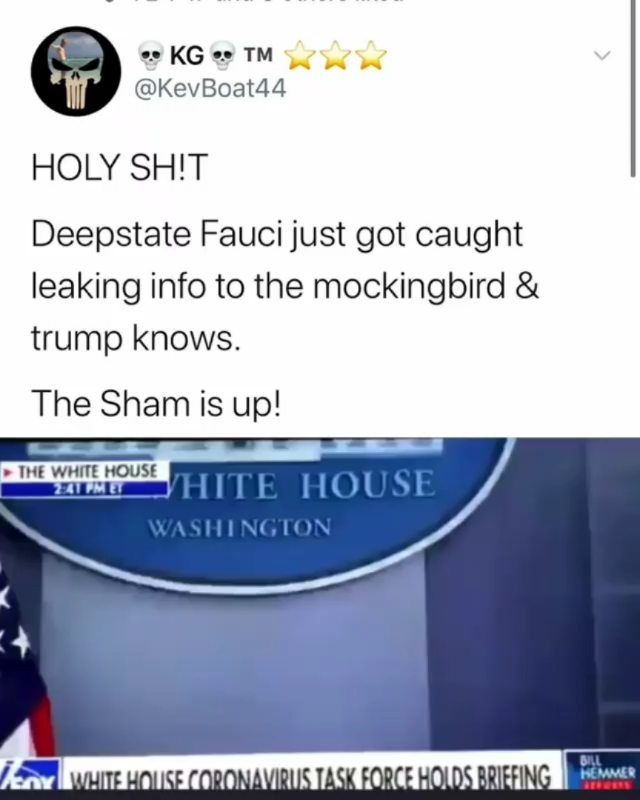 💀 KG 💀 TM ⭐⭐⭐
@KevBoat44
HOLY SH!T
Deepstate Fauci just got caught
leaking info to the mockingbird &
trump knows.
The Sham is up!
THE WHITE HOUSE
2:41 PM ET
HITE HOUSE
WASHINGTON
FOX
WHITE HOUSE CORONAVIRUS TASK FORCE HOLDS BRIEFING
BILL
HEMMER
REPORTS